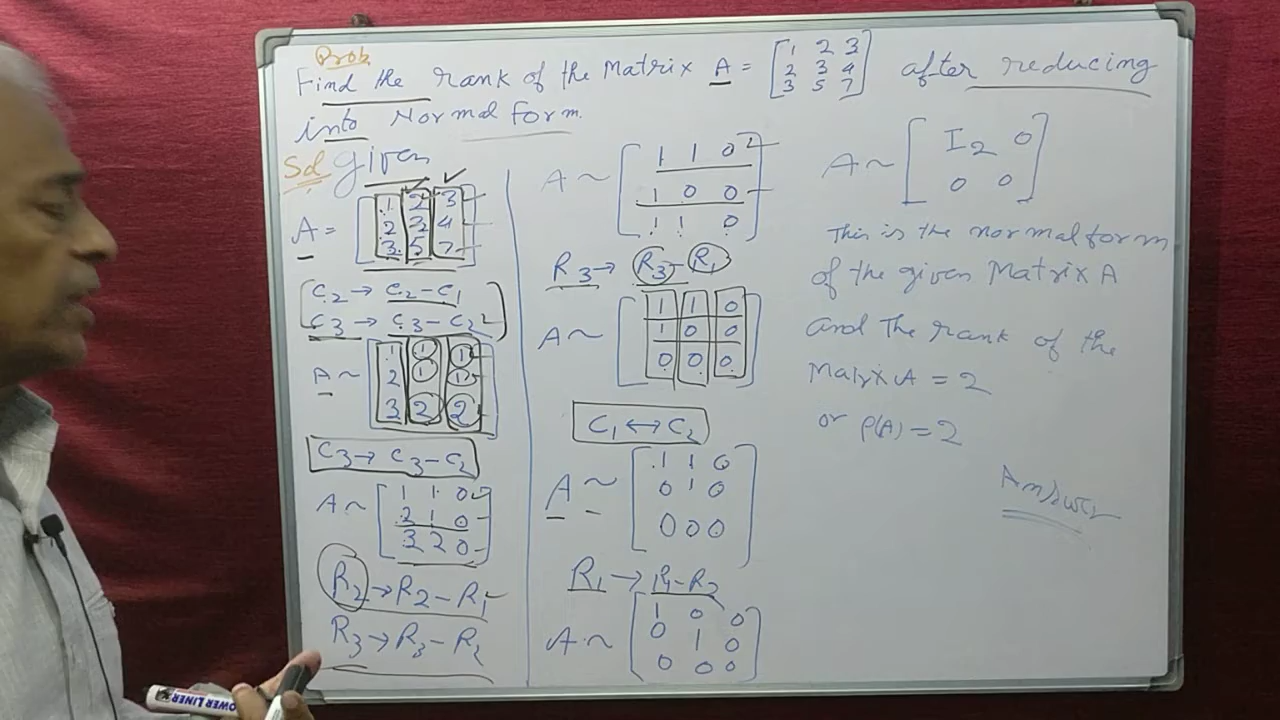 Prob
Find the rank of the Matrix A = [1 2 3
2 3 4
3 5 7] after reducing
into Normal form.
Sol given
A = [1 2 3
2 3 4
3 5 7]
C2 → C2-C1
C3 → C3-C2
A ~ [1 1 1
2 1 1
3 2 2]
C3 → C3-C2
A ~ [1 1 0
2 1 0
3 2 0]
R2 → R2 - R1
R3 → R3 - R2
A ~ [1 1 0
1 0 0
1 1 0]
R3 → R3 - R1
A ~ [1 1 0
1 0 0
0 0 0]
C1 ↔ C2
A ~ [1 1 0
0 1 0
0 0 0]
R1 → R1-R2
A ~ [1 0 0
0 1 0
0 0 0]
A ~ [I2 0
0 0]
This is the normal form
of the given Matrix A
and the rank of the
Matrix A = 2
or ρ(A) = 2
Answer
POWER LINER